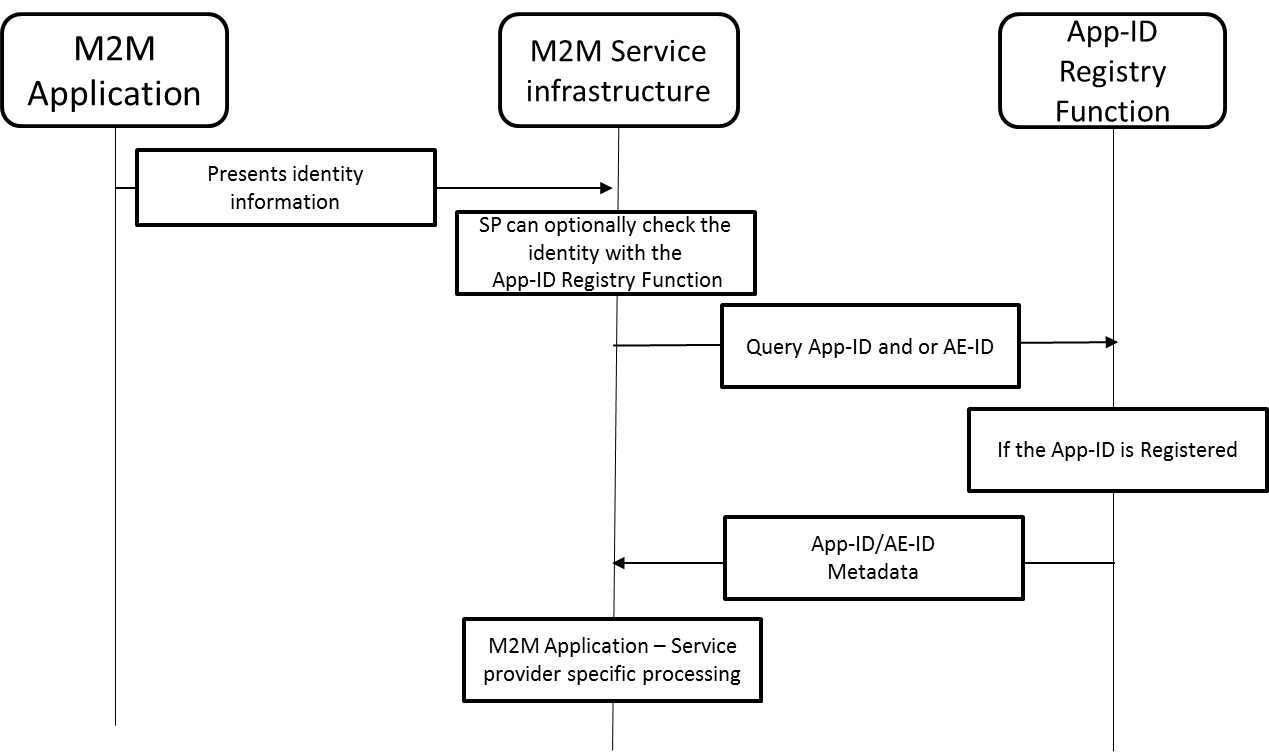 M2M
Application
M2M Service
infrastructure
App-ID
Registry
Function
Presents identity
information
SP can optionally check the
identity with the
App-ID Registry Function
Query App-ID and or AE-ID
If the App-ID is Registered
App-ID/AE-ID
Metadata
M2M Application – Service
provider specific processing